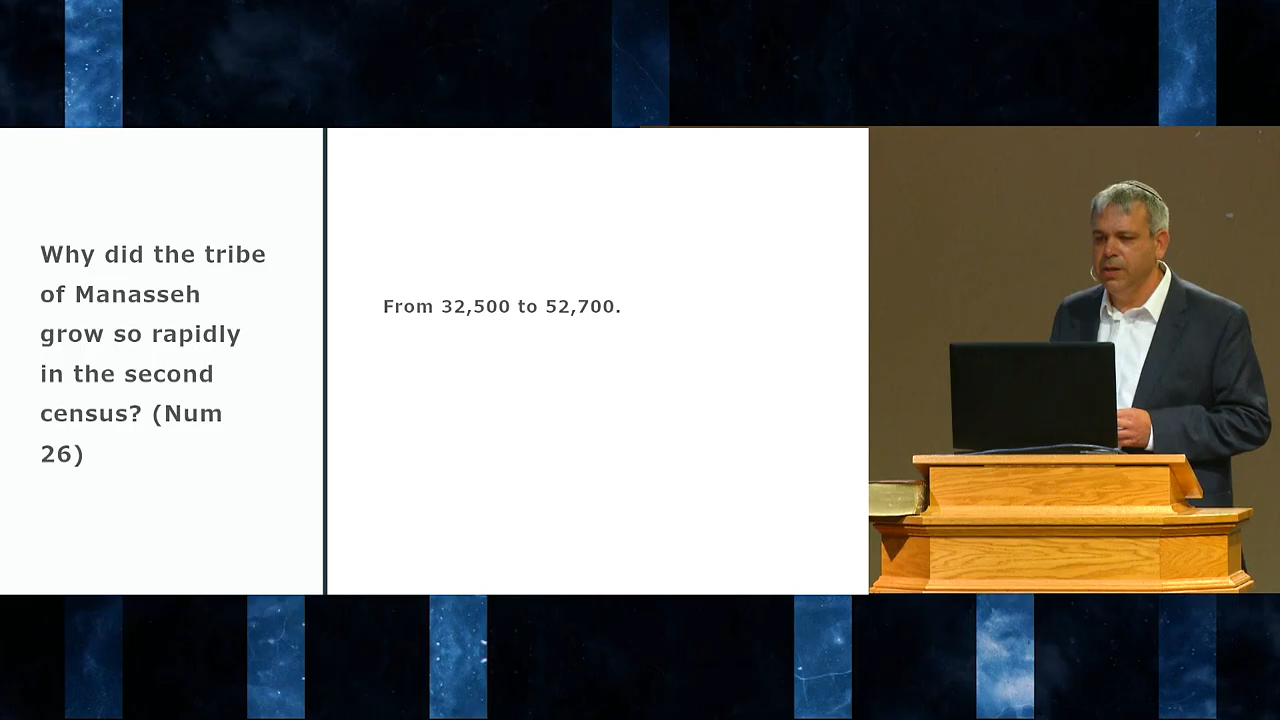 Why did the tribe
of Manasseh
grow so rapidly
in the second
census? (Num
26)
From 32,500 to 52,700.